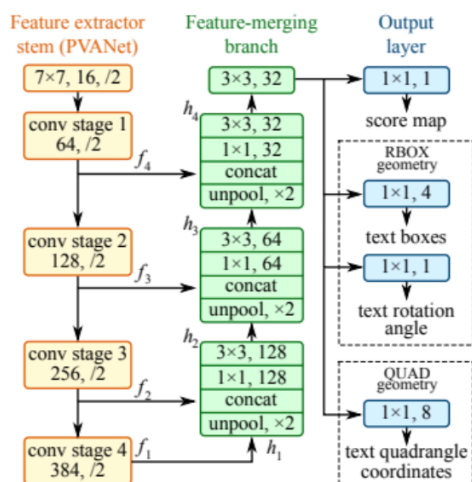 Feature extractor
stem (PVANet)
7×7, 16, /2
conv stage 1
64, /2
f4
conv stage 2
128, /2
f3
conv stage 3
256, /2
f2
conv stage 4
384, /2
f1
Feature-merging
branch
3×3, 32
h4
3×3, 32
1×1, 32
concat
unpool, ×2
h3
3×3, 64
1×1, 64
concat
unpool, ×2
h2
3×3, 128
1×1, 128
concat
unpool, ×2
h1
Output
layer
1×1, 1
score map
RBOX
geometry
1×1, 4
text boxes
1×1, 1
text rotation
angle
QUAD
geometry
1×1, 8
text quadrangle
coordinates